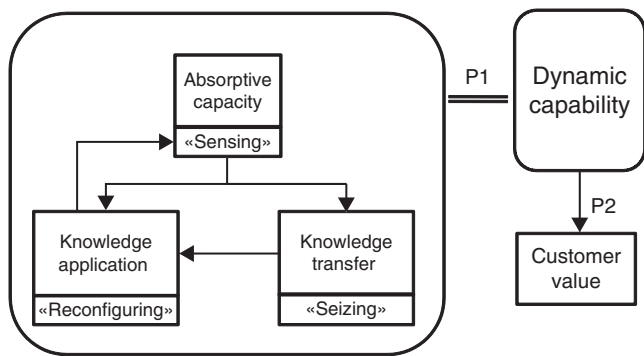 Absorptive
capacity
«Sensing»
Knowledge
application
«Reconfiguring»
Knowledge
transfer
«Seizing»
P1
Dynamic
capability
P2
Customer
value